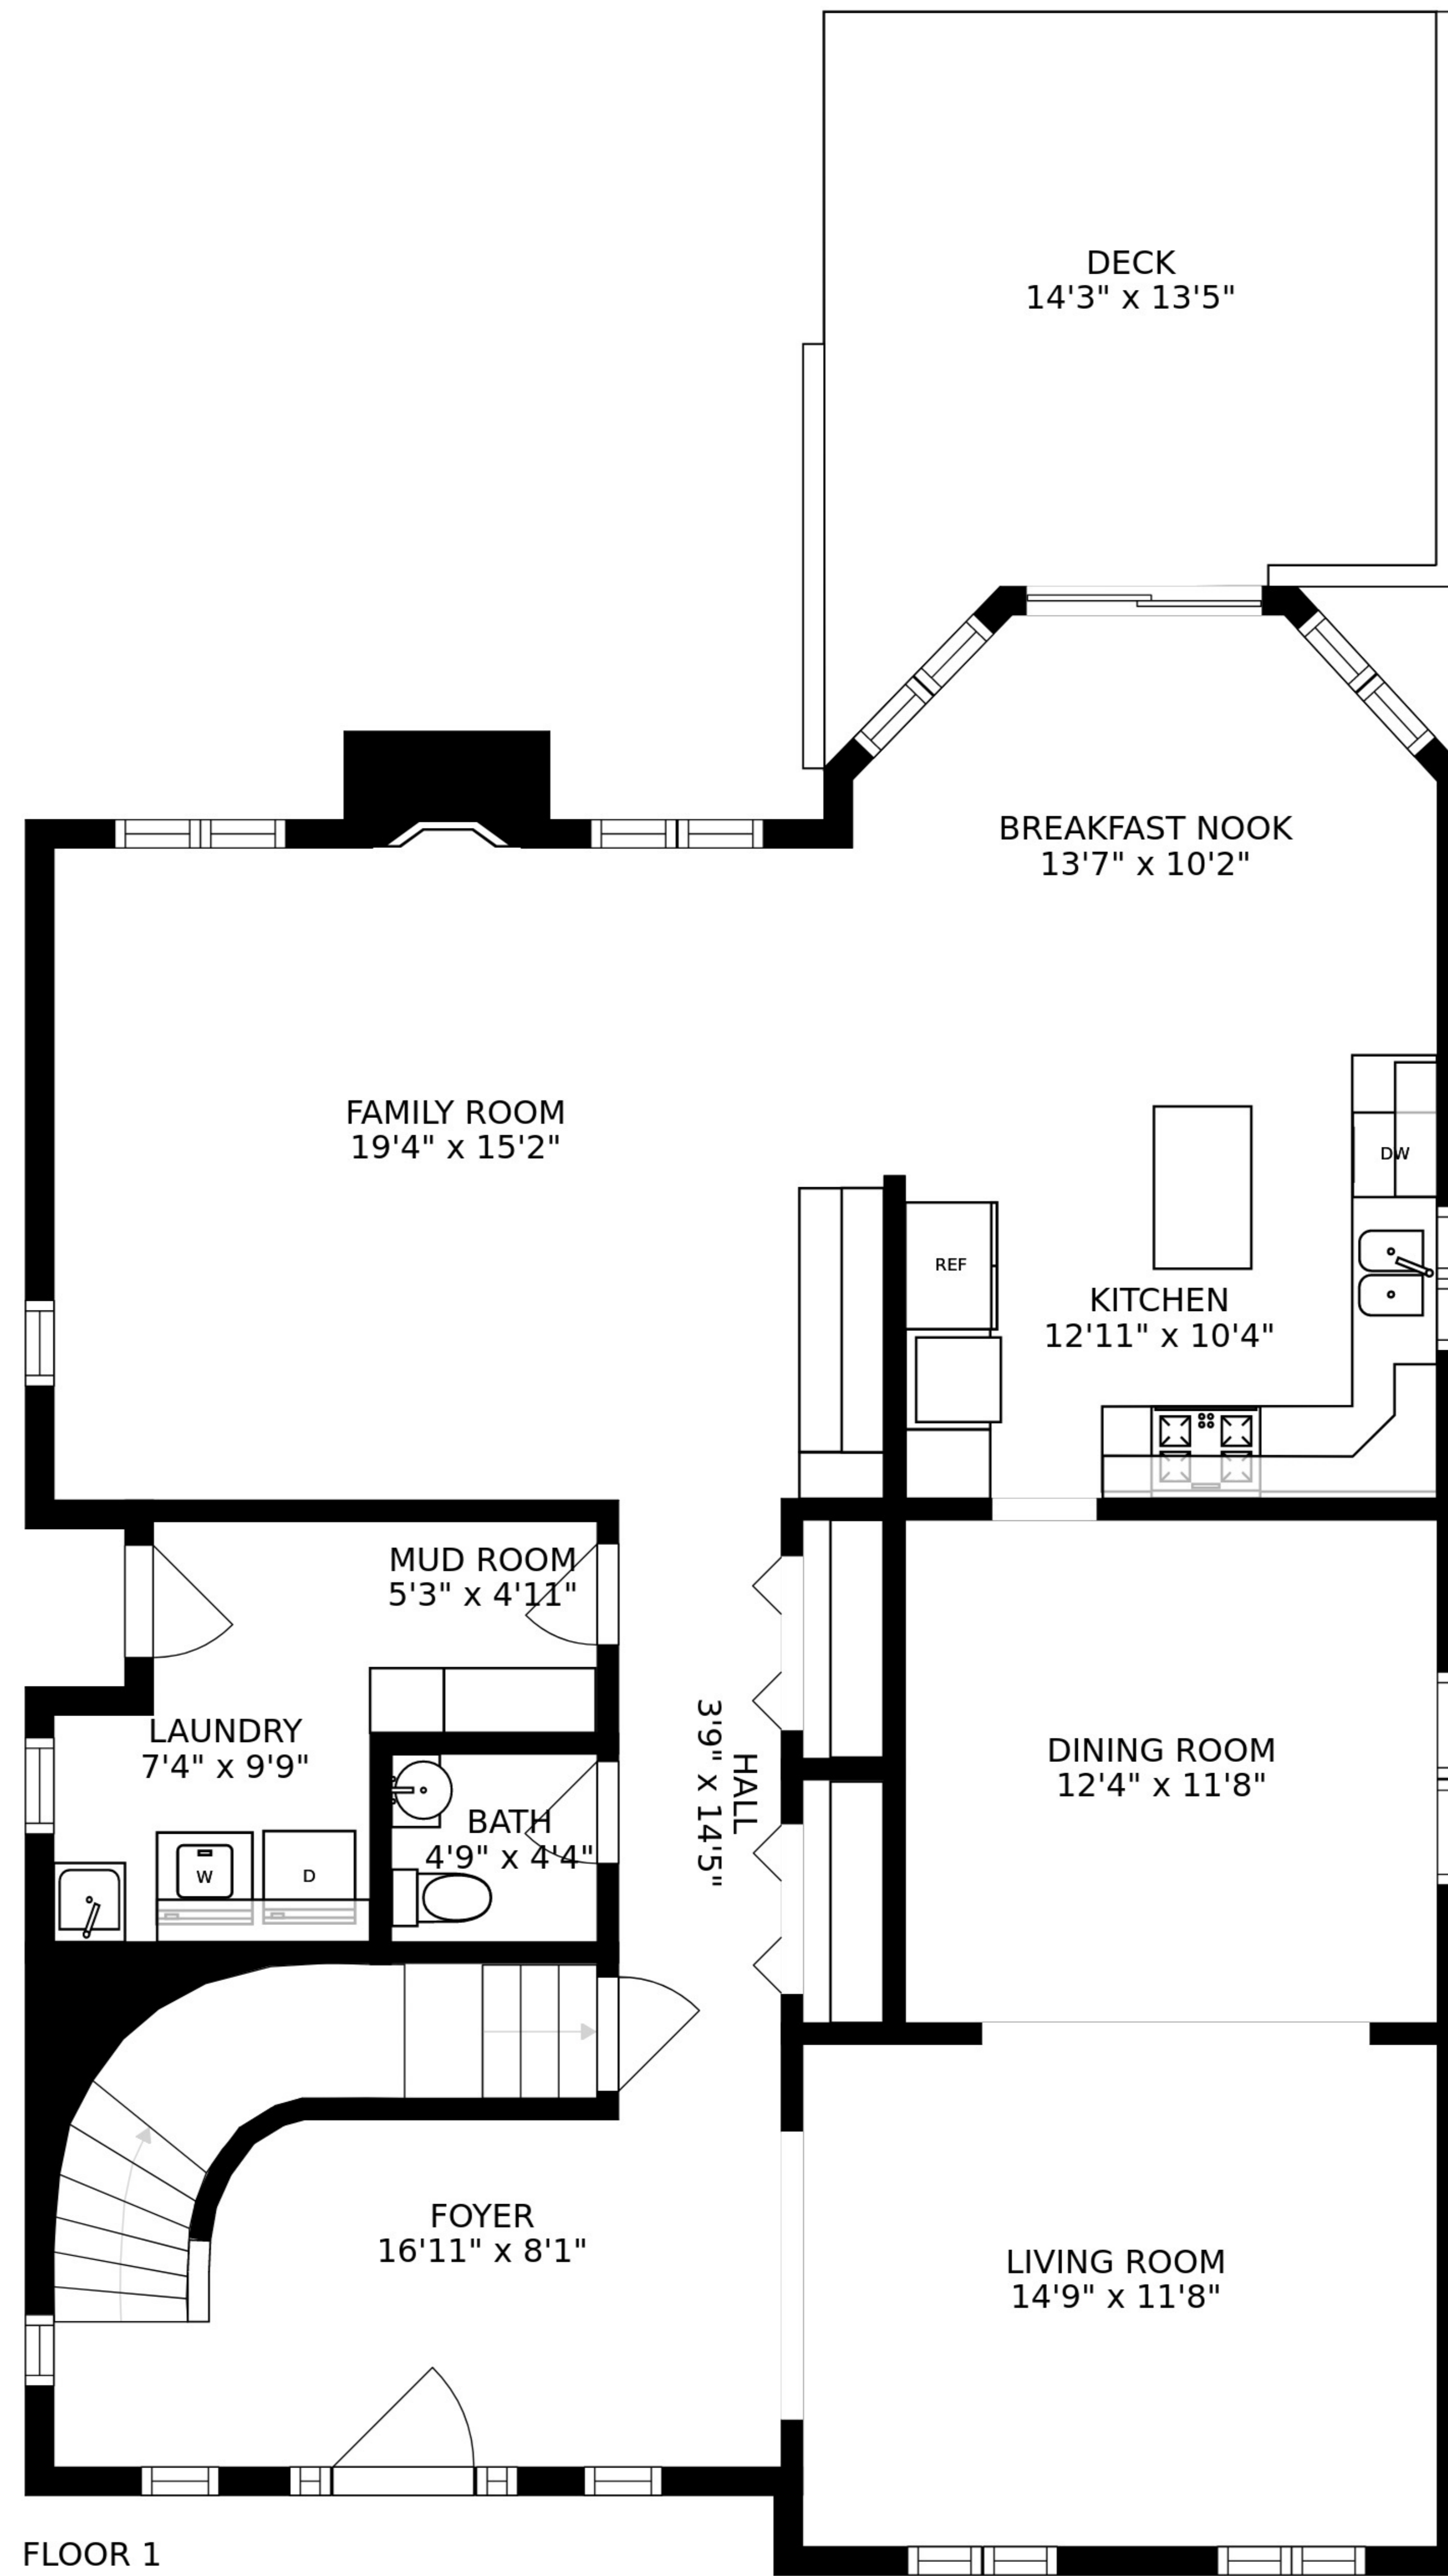 DECK
14'3" x 13'5"
BREAKFAST NOOK
13'7" x 10'2"
FAMILY ROOM
19'4" x 15'2"
DW
REF
KITCHEN
12'11" x 10'4"
MUD ROOM
5'3" x 4'11"
LAUNDRY
7'4" x 9'9"
HALL
3'9" x 14'5"
DINING ROOM
12'4" x 11'8"
BATH
4'9" x 4'4"
W
D
FOYER
16'11" x 8'1"
LIVING ROOM
14'9" x 11'8"
FLOOR 1